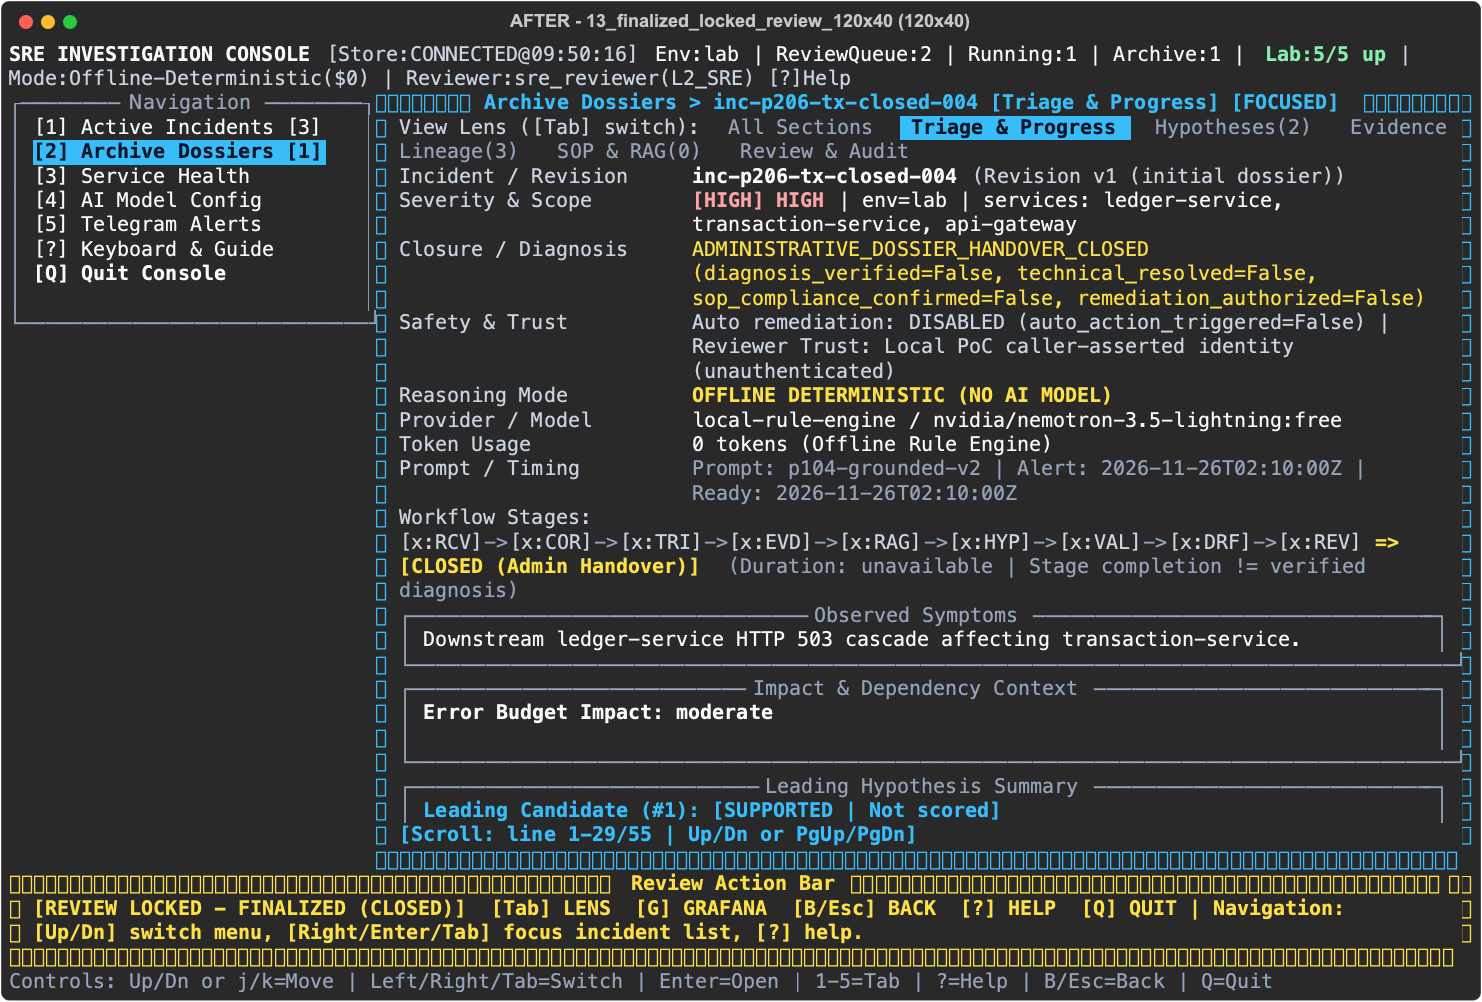 AFTER - 13_finalized_locked_review_120x40 (120x40)
SRE INVESTIGATION CONSOLE [Store:CONNECTED@09:50:16] Env:lab | ReviewQueue:2 | Running:1 | Archive:1 | Lab:5/5 up |
Mode:Offline-Deterministic($0) | Reviewer:sre_reviewer(L2_SRE) [?]Help
Navigation
[1] Active Incidents [3]
[2] Archive Dossiers [1]
[3] Service Health
[4] AI Model Config
[5] Telegram Alerts
[?] Keyboard & Guide
[Q] Quit Console
Archive Dossiers > inc-p206-tx-closed-004 [Triage & Progress] [FOCUSED]
View Lens ([Tab] switch): All Sections Triage & Progress Hypotheses(2) Evidence
Lineage(3) SOP & RAG(0) Review & Audit
Incident / Revision inc-p206-tx-closed-004 (Revision v1 (initial dossier))
Severity & Scope [HIGH] HIGH | env=lab | services: ledger-service,
transaction-service, api-gateway
Closure / Diagnosis ADMINISTRATIVE_DOSSIER_HANDOVER_CLOSED
(diagnosis_verified=False, technical_resolved=False,
sop_compliance_confirmed=False, remediation_authorized=False)
Safety & Trust Auto remediation: DISABLED (auto_action_triggered=False) |
Reviewer Trust: Local PoC caller-asserted identity
(unauthenticated)
Reasoning Mode OFFLINE DETERMINISTIC (NO AI MODEL)
Provider / Model local-rule-engine / nvidia/nemotron-3.5-lightning:free
Token Usage 0 tokens (Offline Rule Engine)
Prompt / Timing Prompt: p104-grounded-v2 | Alert: 2026-11-26T02:10:00Z |
Ready: 2026-11-26T02:10:00Z
Workflow Stages:
[x:RCV]->[x:COR]->[x:TRI]->[x:EVD]->[x:RAG]->[x:HYP]->[x:VAL]->[x:DRF]->[x:REV] =>
[CLOSED (Admin Handover)] (Duration: unavailable | Stage completion != verified
diagnosis)
Observed Symptoms
Downstream ledger-service HTTP 503 cascade affecting transaction-service.
Impact & Dependency Context
Error Budget Impact: moderate
Leading Hypothesis Summary
Leading Candidate (#1): [SUPPORTED | Not scored]
[Scroll: line 1-29/55 | Up/Dn or PgUp/PgDn]
Review Action Bar
[REVIEW LOCKED - FINALIZED (CLOSED)] [Tab] LENS [G] GRAFANA [B/Esc] BACK [?] HELP [Q] QUIT | Navigation:
[Up/Dn] switch menu, [Right/Enter/Tab] focus incident list, [?] help.
Controls: Up/Dn or j/k=Move | Left/Right/Tab=Switch | Enter=Open | 1-5=Tab | ?=Help | B/Esc=Back | Q=Quit